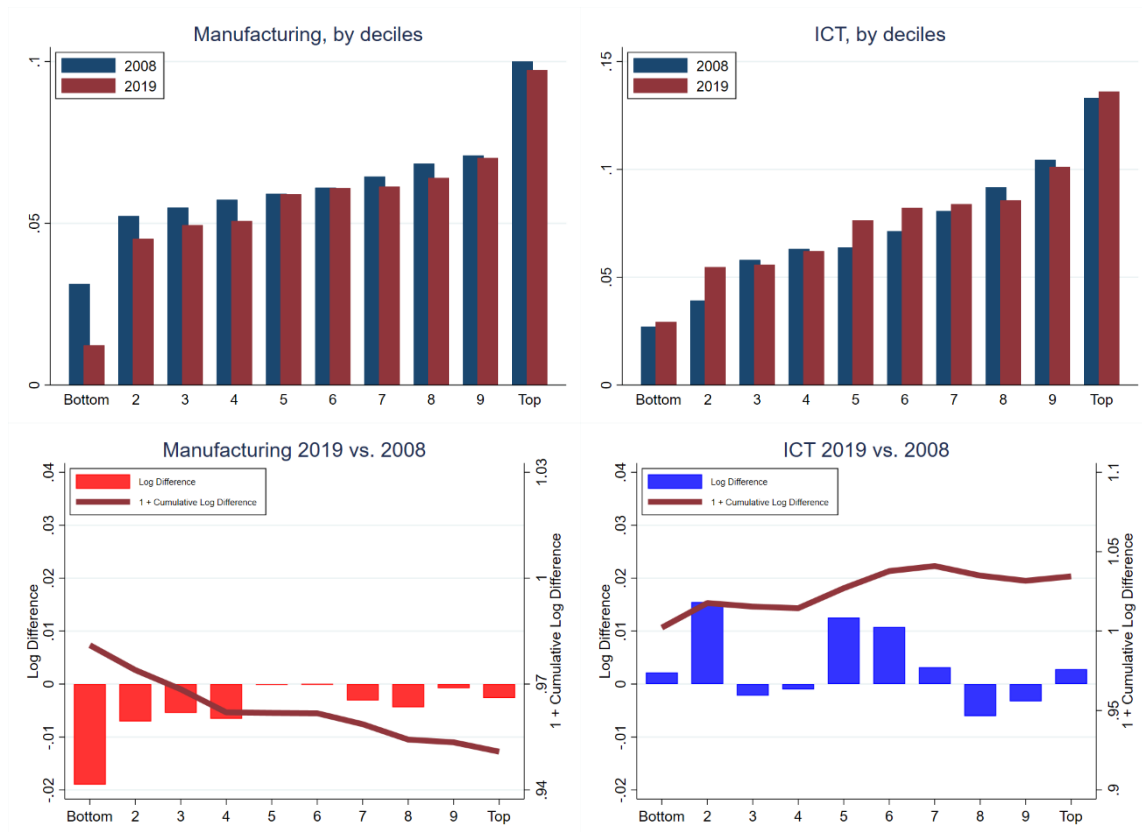 Manufacturing, by deciles
2008
2019
.1
.05
0
Bottom 2 3 4 5 6 7 8 9 Top
ICT, by deciles
2008
2019
.15
.1
.05
0
Bottom 2 3 4 5 6 7 8 9 Top
Manufacturing 2019 vs. 2008
Log Difference
1 + Cumulative Log Difference
Log Difference
.04
.03
.02
.01
0
-.01
-.02
1.03
1
.97
.94
1 + Cumulative Log Difference
Bottom 2 3 4 5 6 7 8 9 Top
ICT 2019 vs. 2008
Log Difference
1 + Cumulative Log Difference
Log Difference
.04
.03
.02
.01
0
-.01
-.02
1.1
1.05
1
.95
.9
1 + Cumulative Log Difference
Bottom 2 3 4 5 6 7 8 9 Top